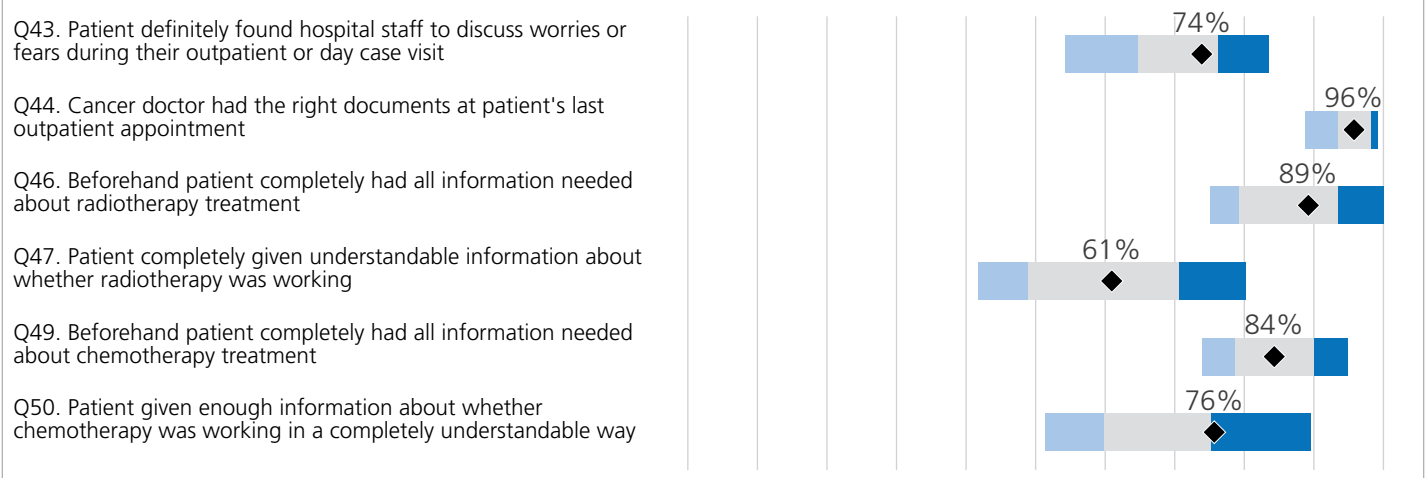 Q43. Patient definitely found hospital staff to discuss worries or
fears during their outpatient or day case visit
74%
Q44. Cancer doctor had the right documents at patient's last
outpatient appointment
96%
Q46. Beforehand patient completely had all information needed
about radiotherapy treatment
89%
Q47. Patient completely given understandable information about
whether radiotherapy was working
61%
Q49. Beforehand patient completely had all information needed
about chemotherapy treatment
84%
Q50. Patient given enough information about whether
chemotherapy was working in a completely understandable way
76%